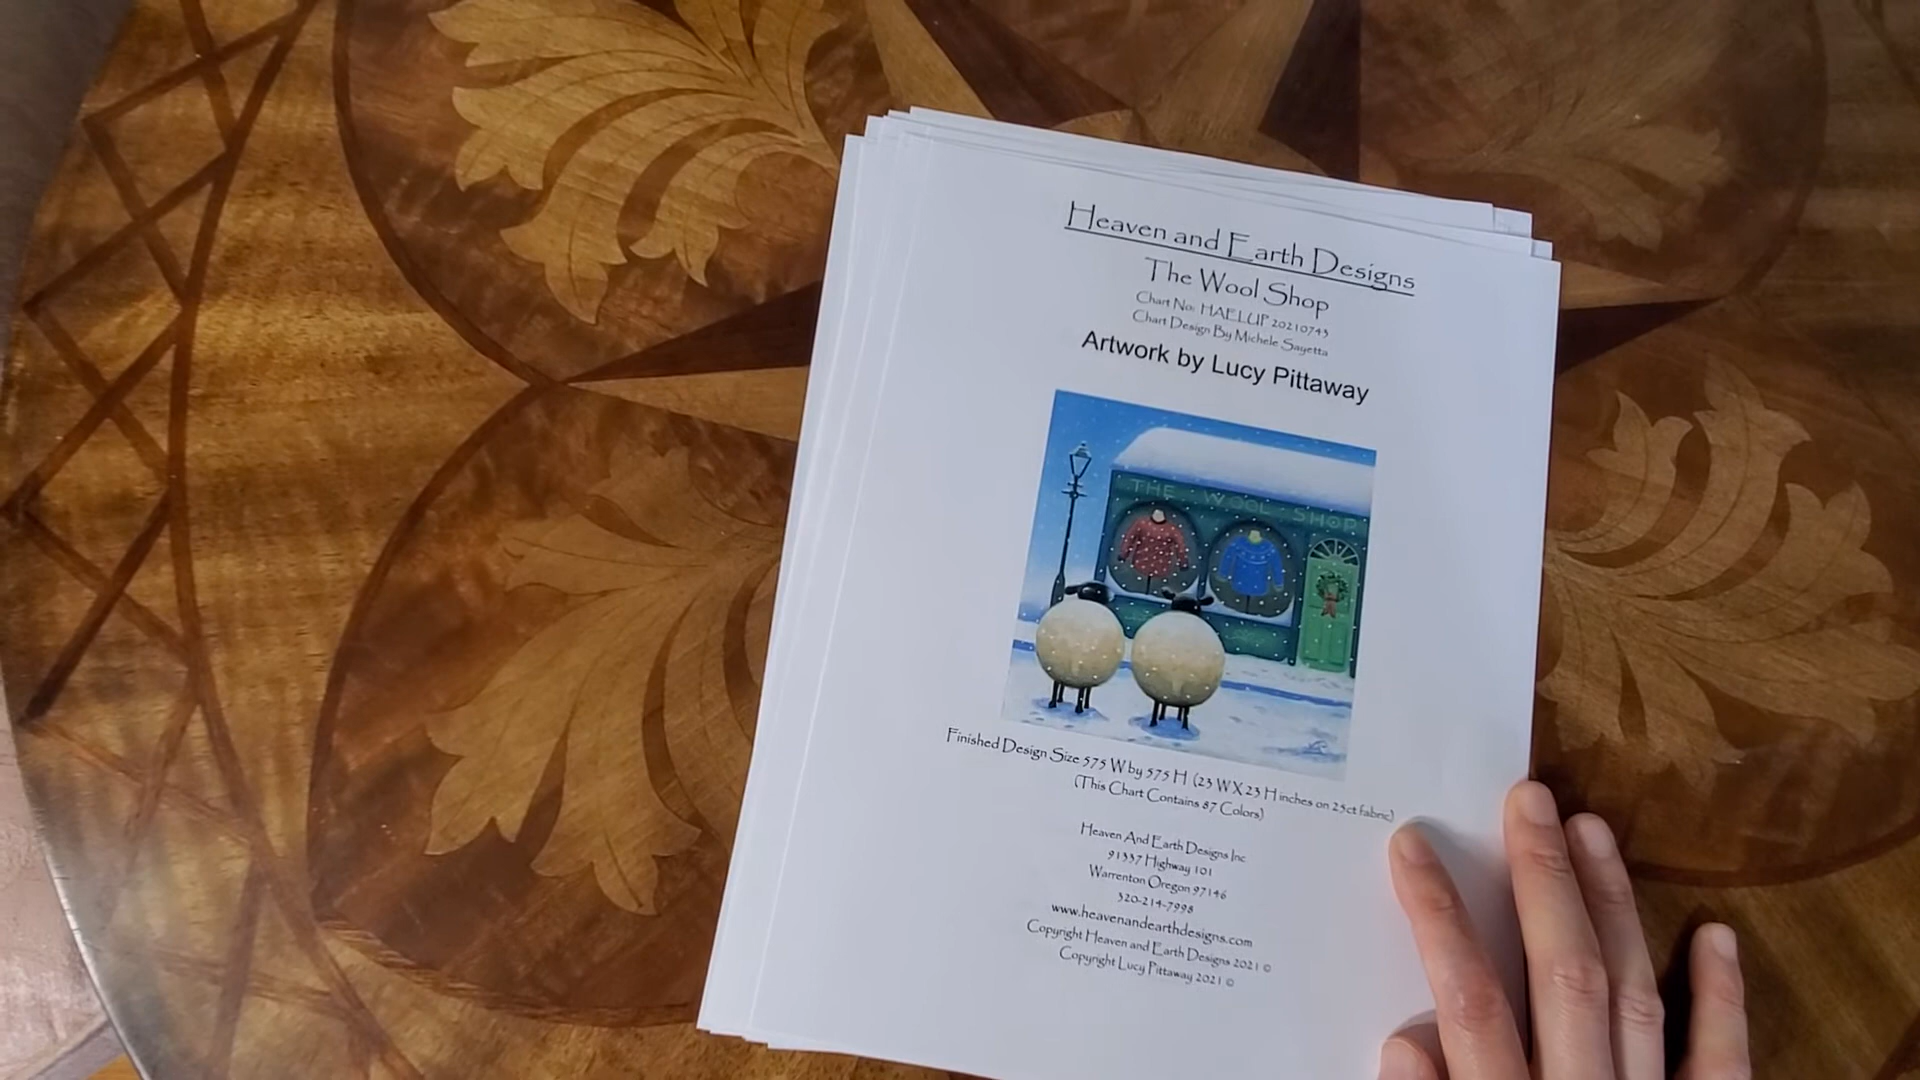 Heaven and Earth Designs
The Wool Shop
Chart No: HAELUP 20210743
Chart Design By Michele Sayetta
Artwork by Lucy Pittaway
THE · WOOL · SHOP
Finished Design Size 575 W by 575 H (23 W X 23 H inches on 25ct fabric)
(This Chart Contains 87 Colors)
Heaven And Earth Designs Inc
91337 Highway 101
Warrenton Oregon 97146
320-214-7998
www.heavenandearthdesigns.com
Copyright Heaven and Earth Designs 2021 ©
Copyright Lucy Pittaway 2021 ©